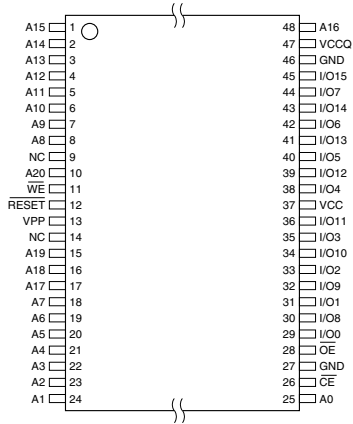 A15 1 48 A16
A14 2 47 VCCQ
A13 3 46 GND
A12 4 45 I/O15
A11 5 44 I/O7
A10 6 43 I/O14
A9 7 42 I/O6
A8 8 41 I/O13
NC 9 40 I/O5
A20 10 39 I/O12
W̅E̅ 11 38 I/O4
R̅E̅S̅E̅T̅ 12 37 VCC
VPP 13 36 I/O11
NC 14 35 I/O3
A19 15 34 I/O10
A18 16 33 I/O2
A17 17 32 I/O9
A7 18 31 I/O1
A6 19 30 I/O8
A5 20 29 I/O0
A4 21 28 O̅E̅
A3 22 27 GND
A2 23 26 C̅E̅
A1 24 25 A0